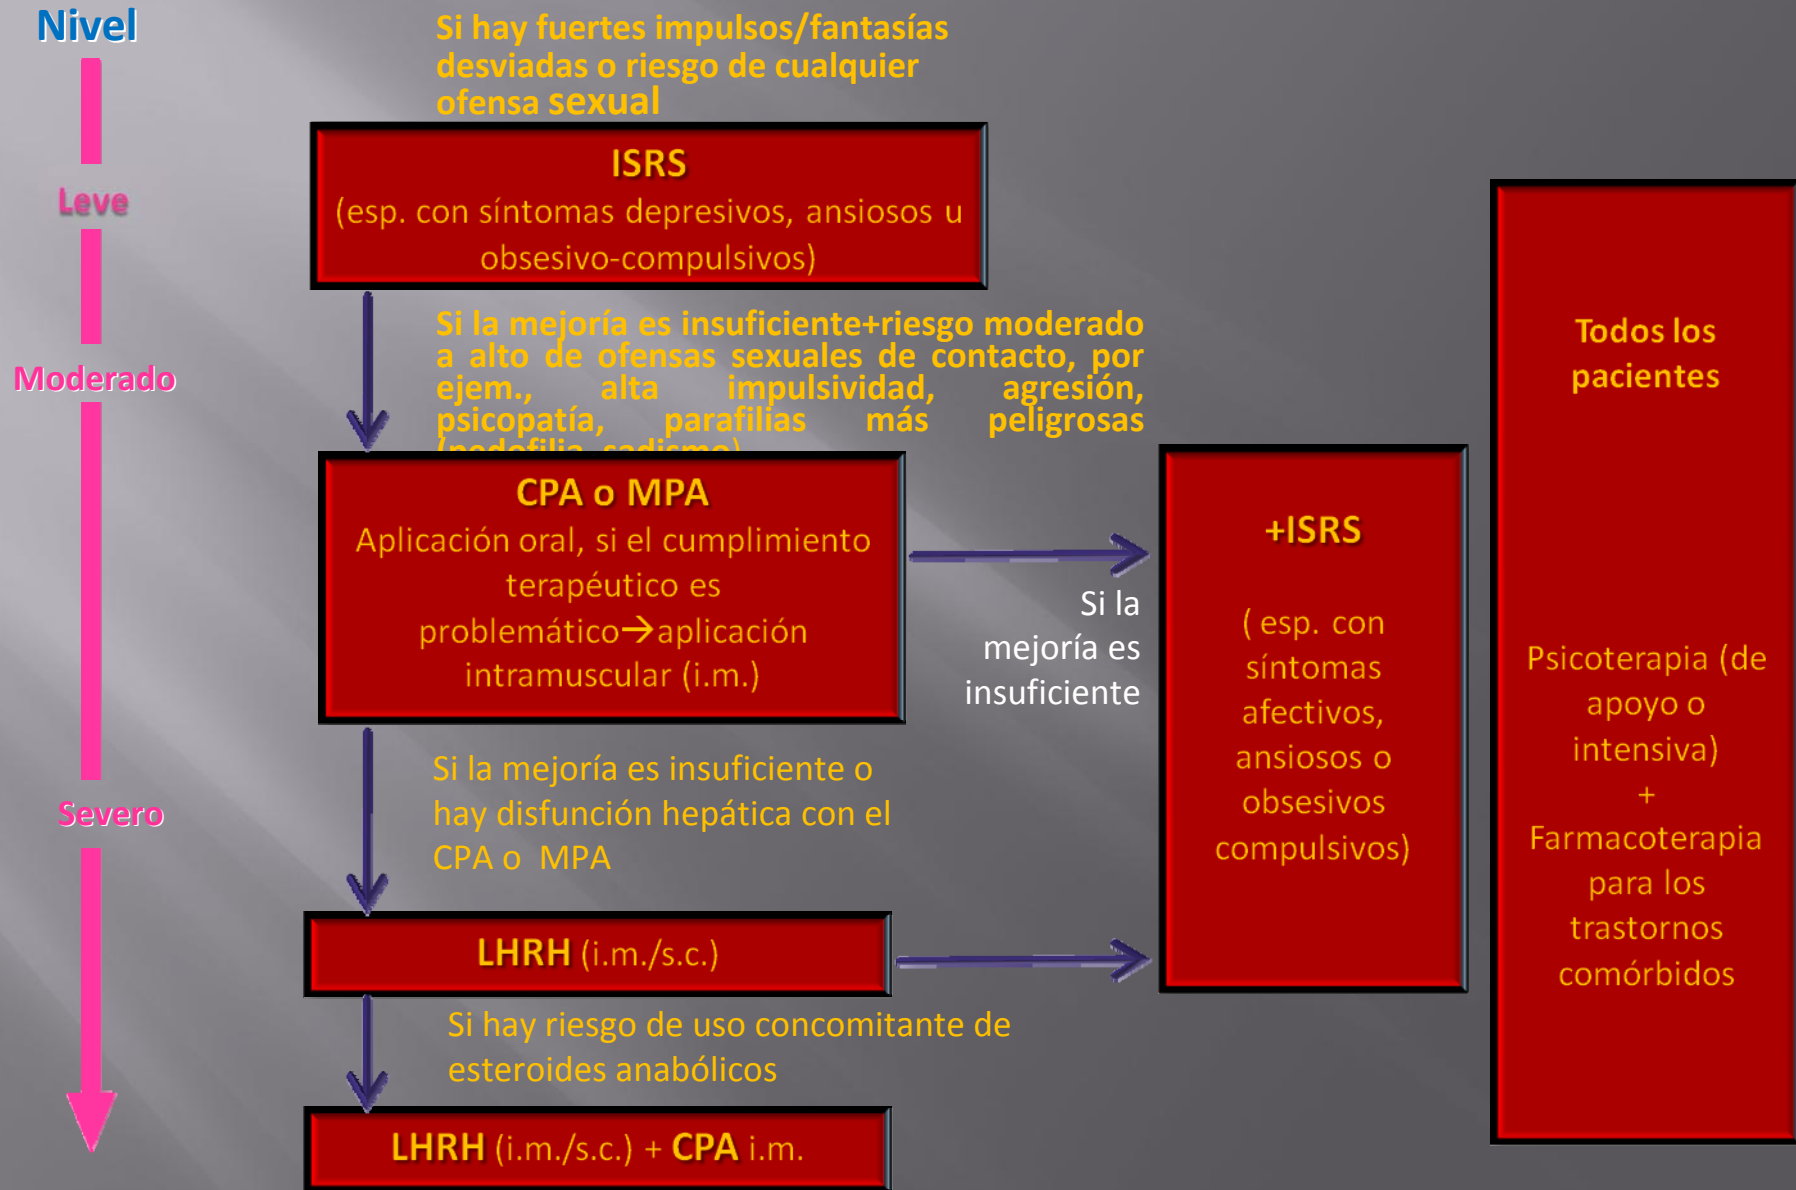 Nivel
Leve
Moderado
Severo
Si hay fuertes impulsos/fantasías
desviadas o riesgo de cualquier
ofensa sexual
ISRS
(esp. con síntomas depresivos, ansiosos u
obsesivo-compulsivos)
Si la mejoría es insuficiente+riesgo moderado
a alto de ofensas sexuales de contacto, por
ejem., alta impulsividad, agresión,
psicopatía, parafilias más peligrosas
(pedofilia, sadismo)
CPA o MPA
Aplicación oral, si el cumplimiento
terapéutico es
problemático→aplicación
intramuscular (i.m.)
Si la
mejoría es
insuficiente
+ISRS
( esp. con
síntomas
afectivos,
ansiosos o
obsesivos
compulsivos)
Si la mejoría es insuficiente o
hay disfunción hepática con el
CPA o MPA
LHRH (i.m./s.c.)
Si hay riesgo de uso concomitante de
esteroides anabólicos
LHRH (i.m./s.c.) + CPA i.m.
Todos los
pacientes
Psicoterapia (de
apoyo o
intensiva)
+
Farmacoterapia
para los
trastornos
comórbidos